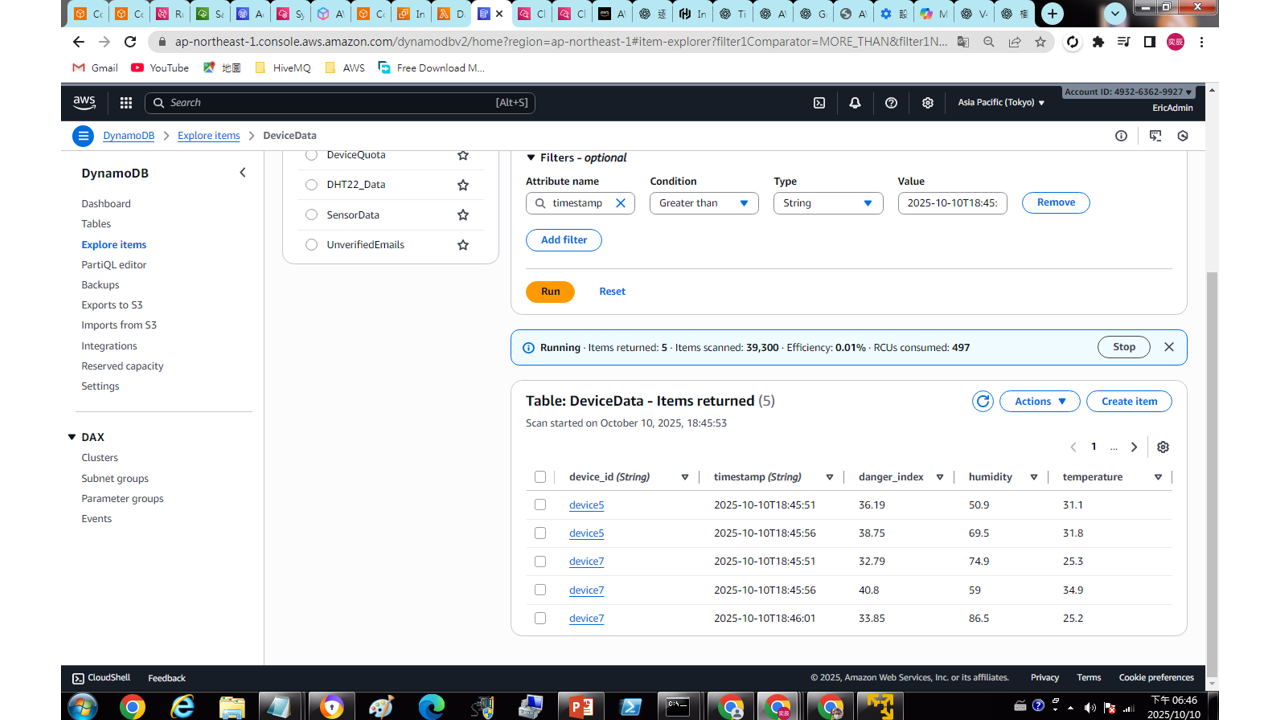 ap-northeast-1.console.aws.amazon.com/dynamodbv2/home?region=ap-northeast-1#item-explorer?filter1Comparator=MORE_THAN&filter1N...
Gmail YouTube 地圖 HiveMQ AWS Free Download M...
aws Search [Alt+S] Asia Pacific (Tokyo) Account ID: 4932-6362-9927
EricAdmin
DynamoDB Explore items DeviceData
DynamoDB
Dashboard
Tables
Explore items
PartiQL editor
Backups
Exports to S3
Imports from S3
Integrations
Reserved capacity
Settings
DAX
Clusters
Subnet groups
Parameter groups
Events
DeviceQuota
DHT22_Data
SensorData
UnverifiedEmails
Filters - optional
Attribute name Condition Type Value
timestamp Greater than String 2025-10-10T18:45: Remove
Add filter
Run Reset
Running · Items returned: 5 · Items scanned: 39,300 · Efficiency: 0.01% · RCUs consumed: 497 Stop
Table: DeviceData - Items returned (5) Actions Create item
Scan started on October 10, 2025, 18:45:53
1 ...
device_id (String) timestamp (String) danger_index humidity temperature
device5 2025-10-10T18:45:51 36.19 50.9 31.1
device5 2025-10-10T18:45:56 38.75 69.5 31.8
device7 2025-10-10T18:45:51 32.79 74.9 25.3
device7 2025-10-10T18:45:56 40.8 59 34.9
device7 2025-10-10T18:46:01 33.85 86.5 25.2
CloudShell Feedback © 2025, Amazon Web Services, Inc. or its affiliates. Privacy Terms Cookie preferences
下午 06:46
2025/10/10